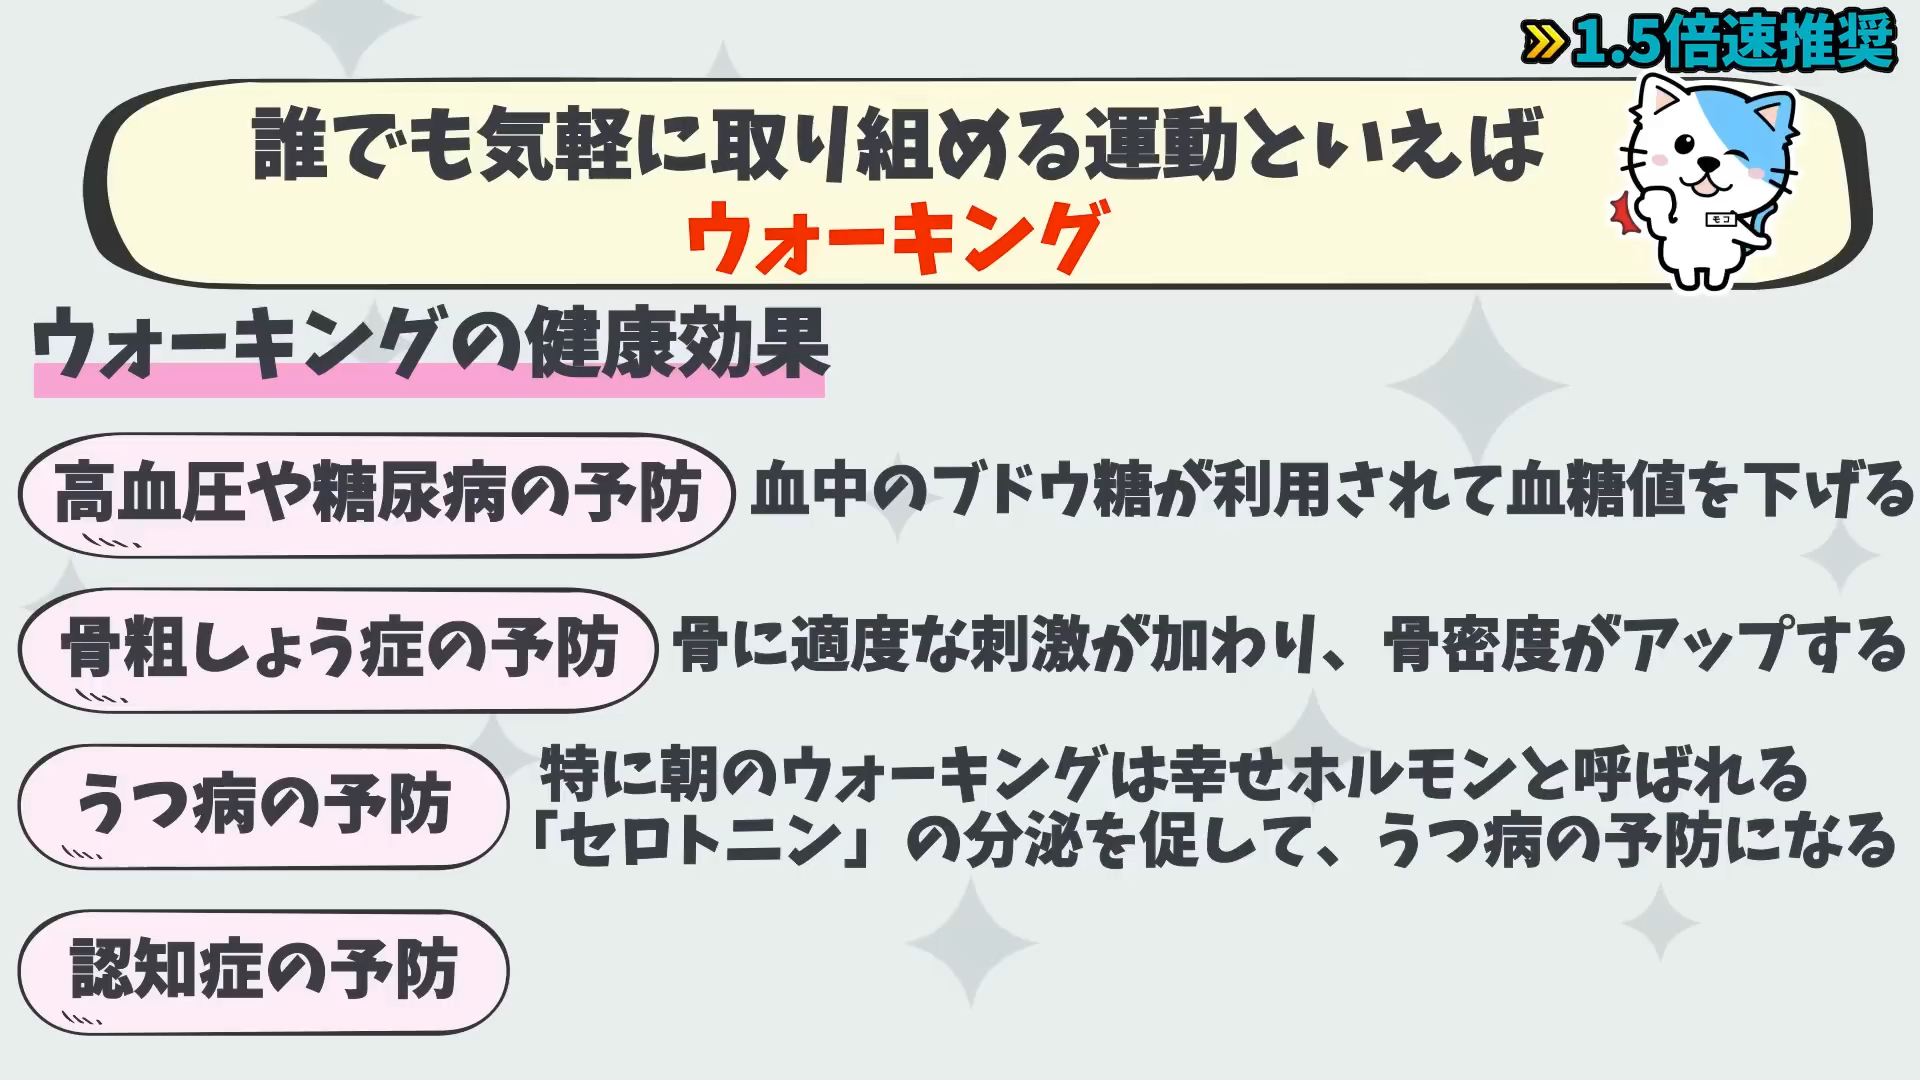 1.5倍速推奨
誰でも気軽に取り組める運動といえば
ウォーキング
モコ
ウォーキングの健康効果
高血圧や糖尿病の予防
血中のブドウ糖が利用されて血糖値を下げる
骨粗しょう症の予防
骨に適度な刺激が加わり、骨密度がアップする
うつ病の予防
特に朝のウォーキングは幸せホルモンと呼ばれる
「セロトニン」の分泌を促して、うつ病の予防になる
認知症の予防